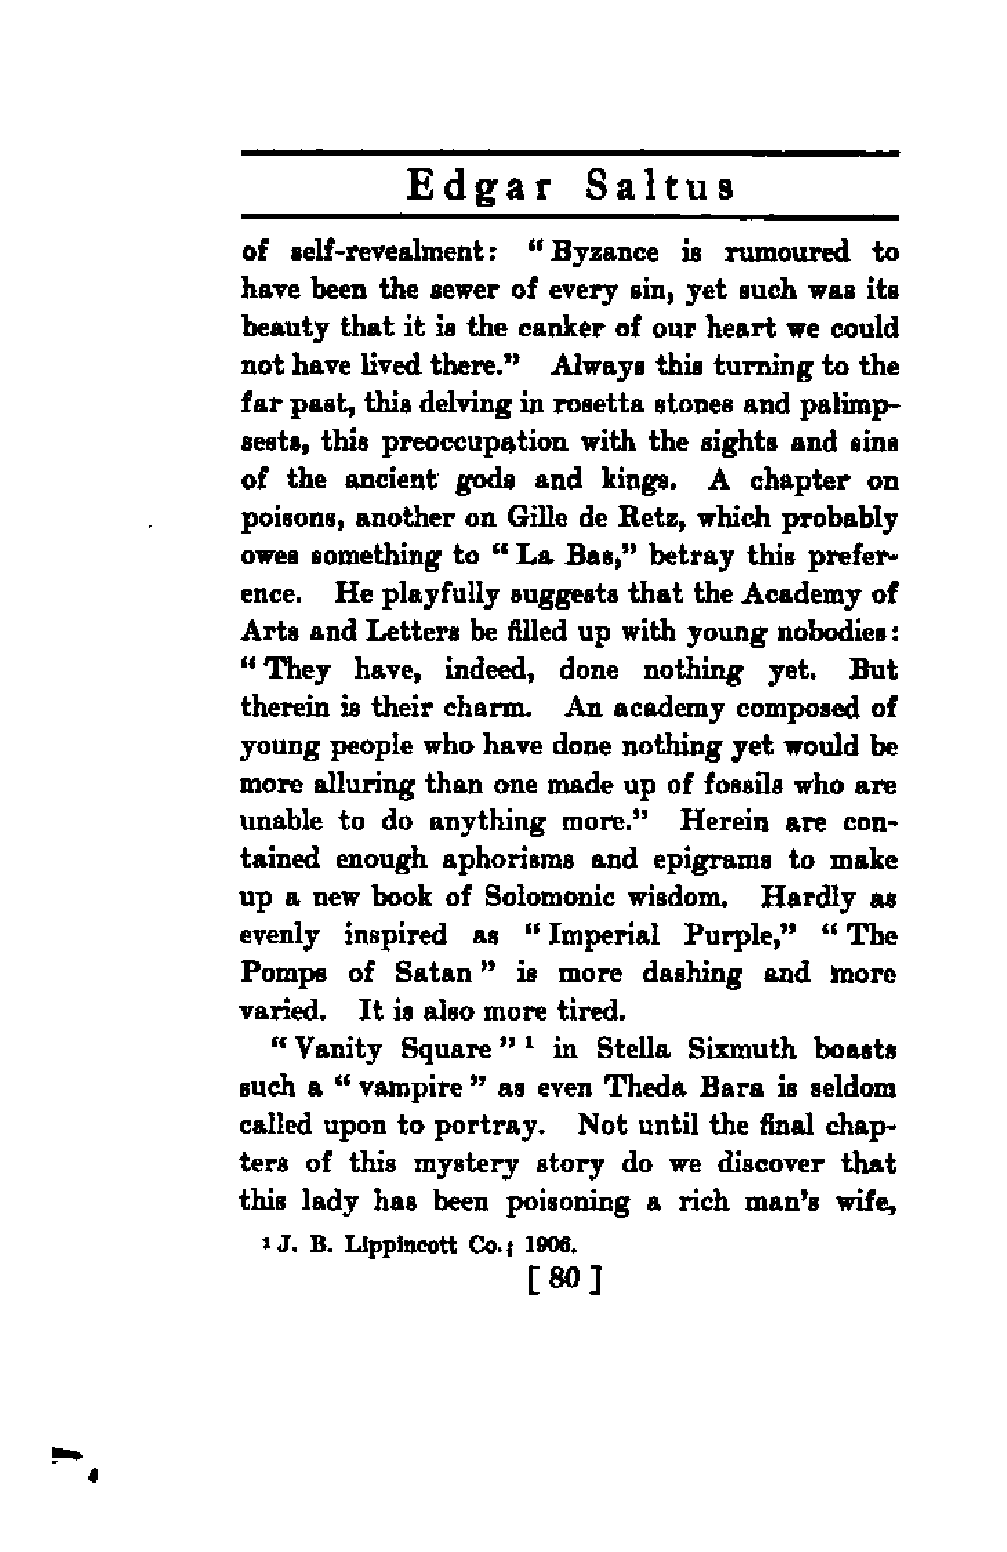 Edgar Saltus
of self-revealment: "Byzance is rumoured to
have been the sewer of every sin, yet such was its
beauty that it is the canker of our heart we could
not have lived there." Always this turning to the
far past, this delving in rosetta stones and palimp-
sests, this preoccupation with the sights and sins
of the ancient gods and kings. A chapter on
poisons, another on Gille de Retz, which probably
owes something to "La Bas," betray this prefer-
ence. He playfully suggests that the Academy of
Arts and Letters be filled up with young nobodies:
"They have, indeed, done nothing yet. But
therein is their charm. An academy composed of
young people who have done nothing yet would be
more alluring than one made up of fossils who are
unable to do anything more." Herein are con-
tained enough aphorisms and epigrams to make
up a new book of Solomonic wisdom. Hardly as
evenly inspired as "Imperial Purple," "The
Pomps of Satan" is more dashing and more
varied. It is also more tired.
"Vanity Square" 1 in Stella Sixmuth boasts
such a "vampire" as even Theda Bara is seldom
called upon to portray. Not until the final chap-
ters of this mystery story do we discover that
this lady has been poisoning a rich man's wife,
1 J. B. Lippincott Co.; 1906.
[ 80 ]